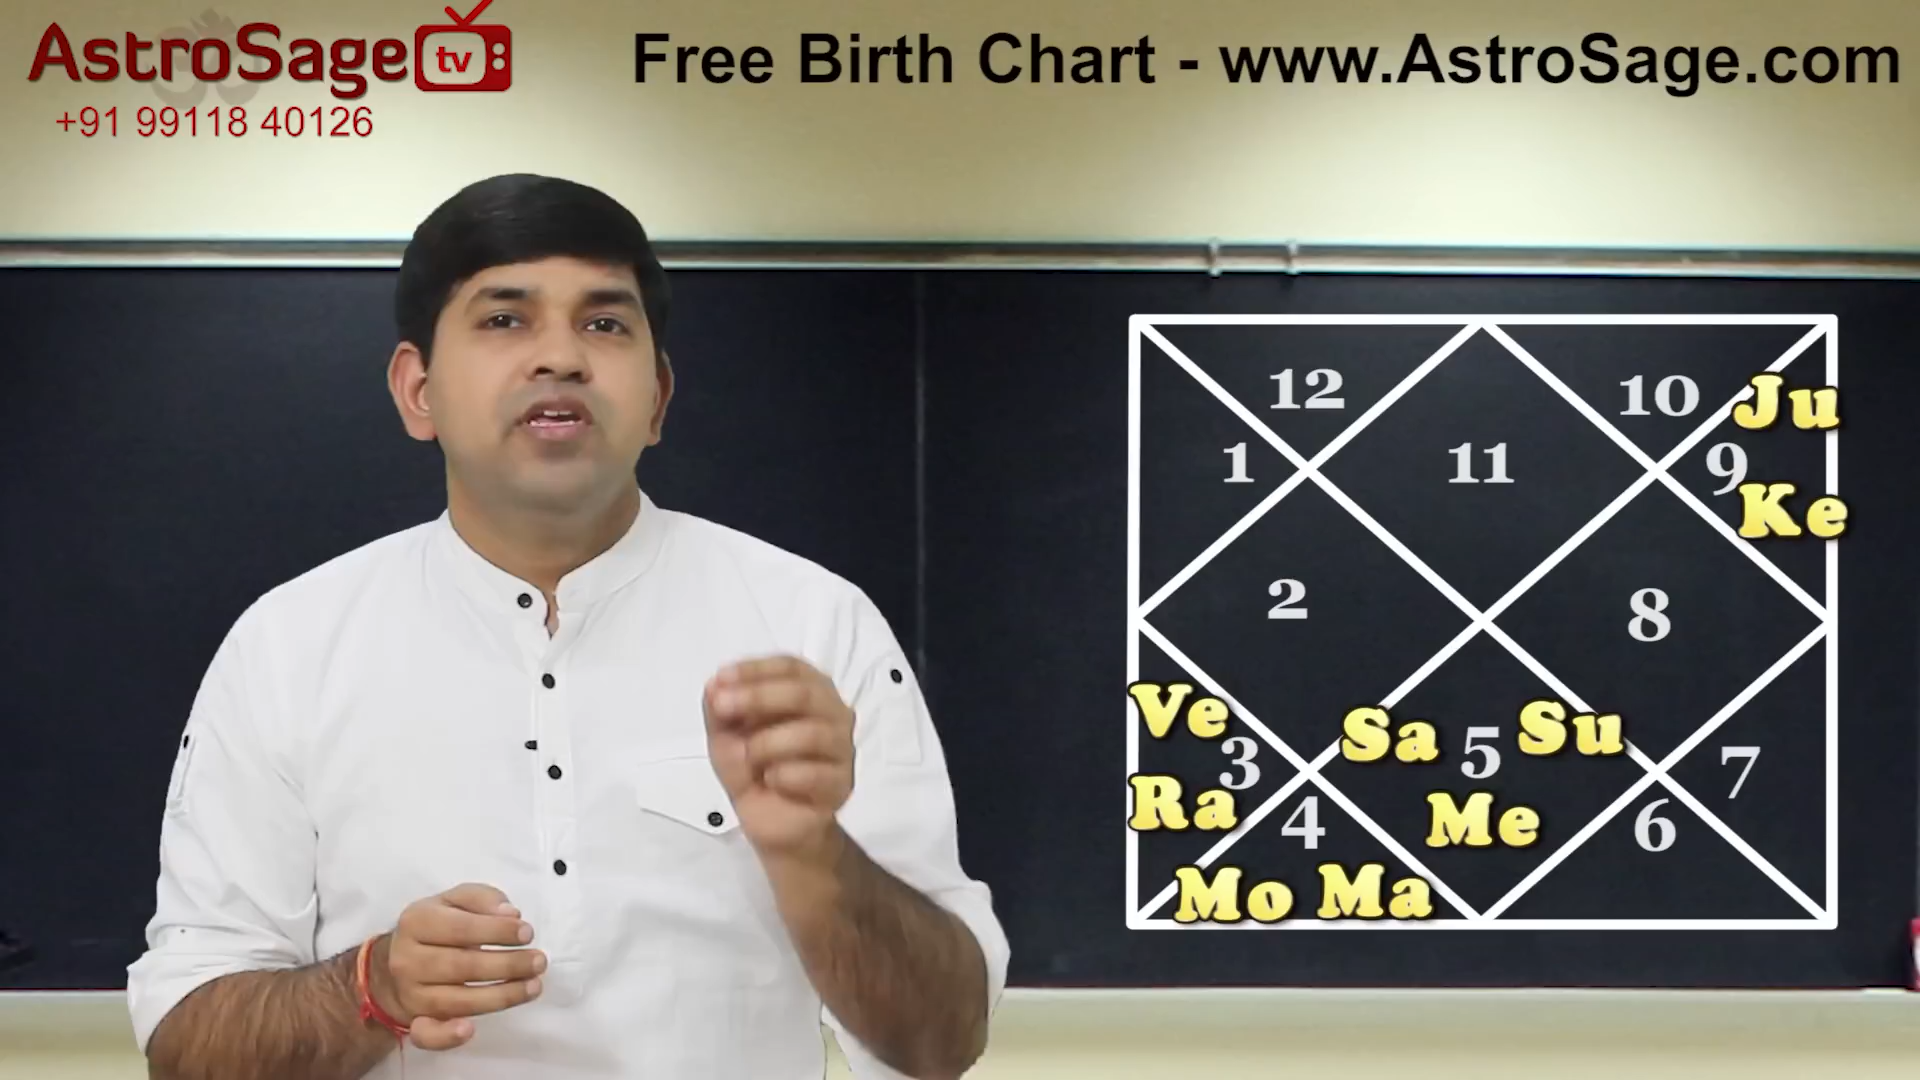 AstroSage tv
+91 99118 40126
Free Birth Chart - www.AstroSage.com
12
10
Ju
1
11
9
Ke
2
8
Ve
Sa
5
Su
3
7
Ra
4
Me
6
Mo
Ma